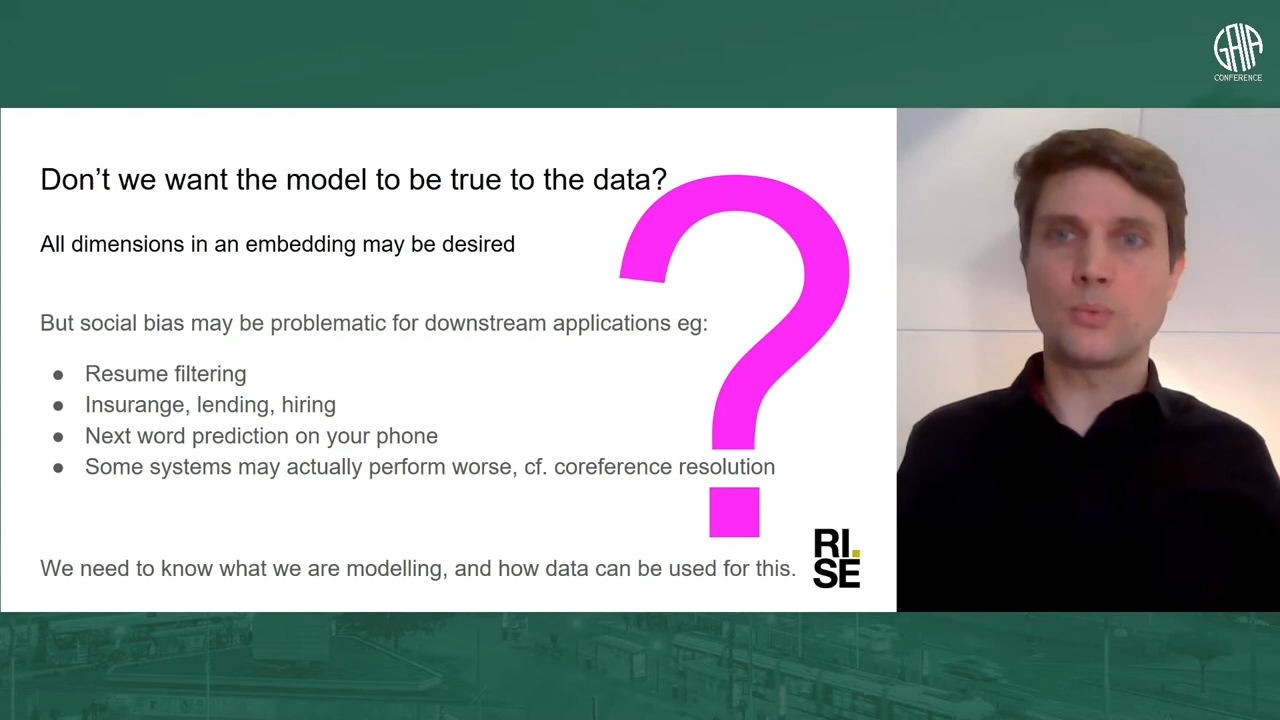 GAIA
CONFERENCE
Don't we want the model to be true to the data?
All dimensions in an embedding may be desired
But social bias may be problematic for downstream applications eg:
● Resume filtering
● Insurange, lending, hiring
● Next word prediction on your phone
● Some systems may actually perform worse, cf. coreference resolution
?
We need to know what we are modelling, and how data can be used for this.
RI.
SE